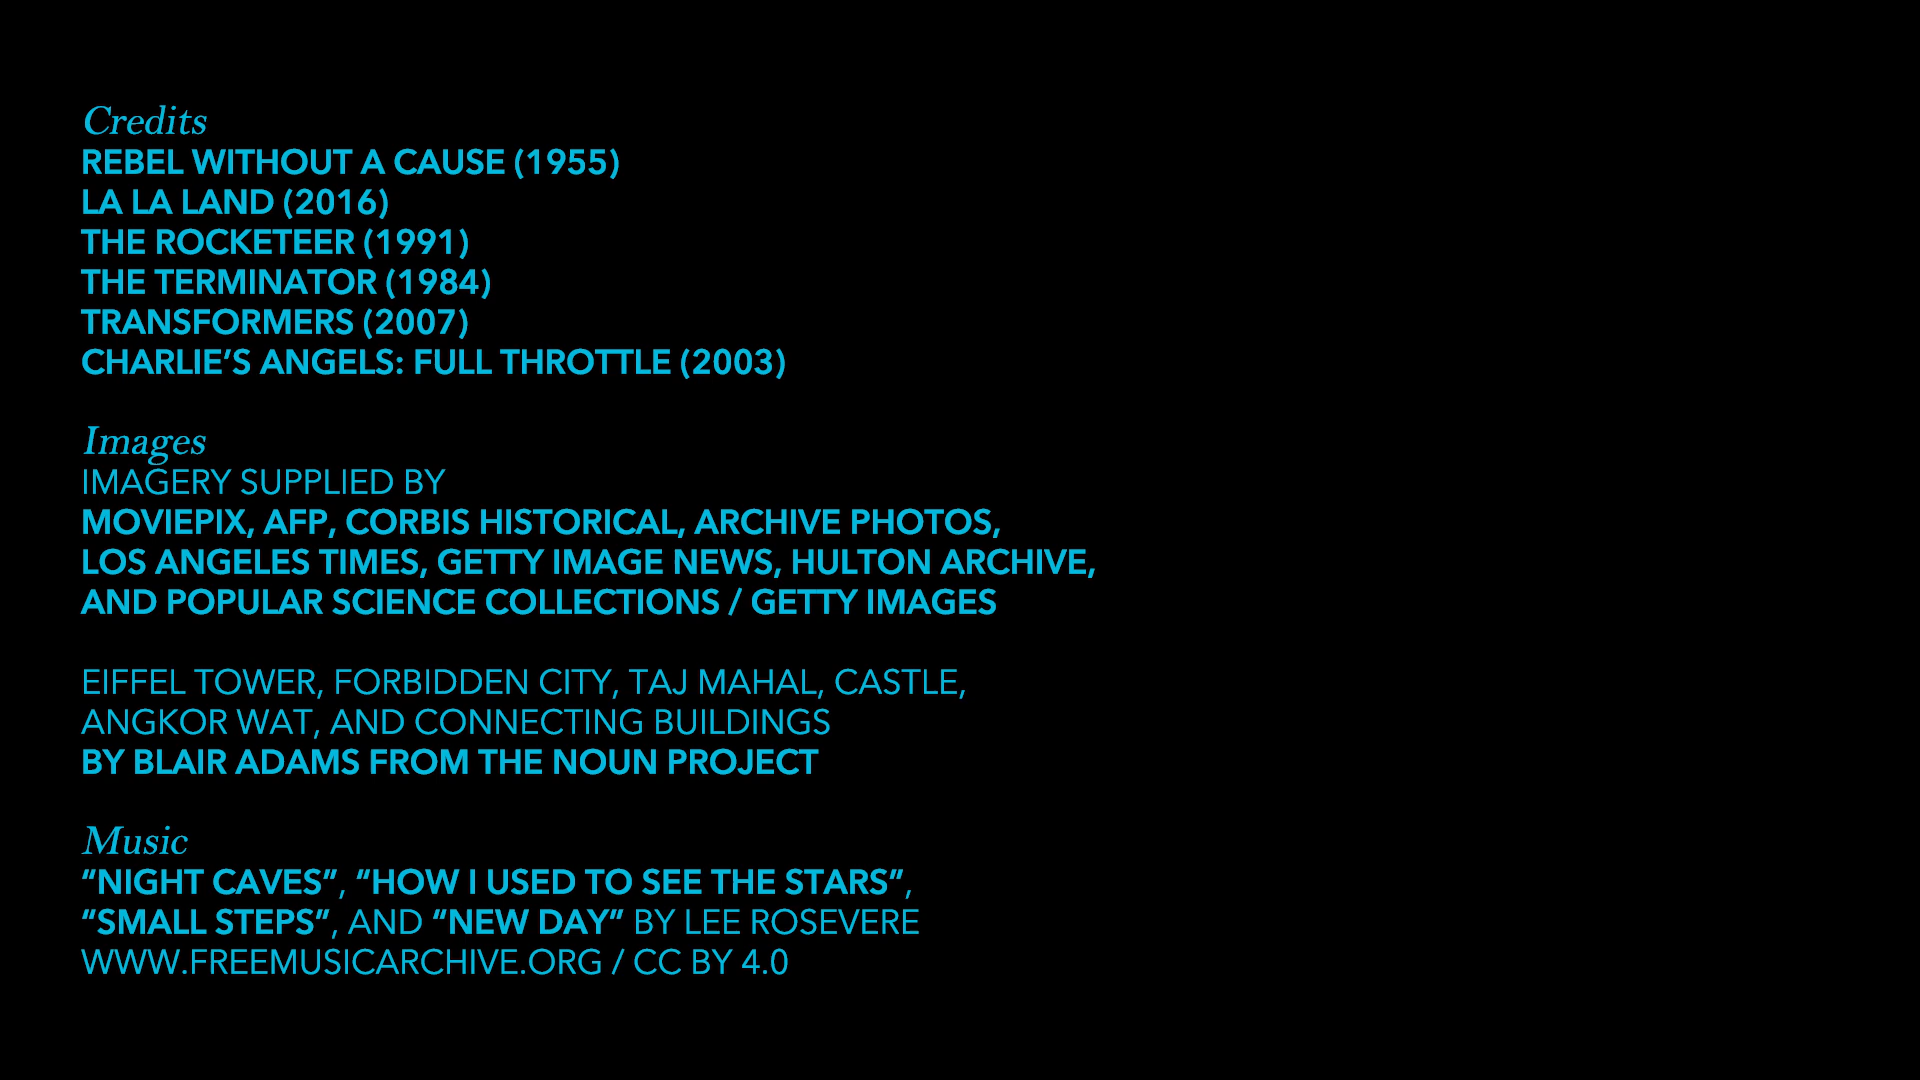 Credits
REBEL WITHOUT A CAUSE (1955)
LA LA LAND (2016)
THE ROCKETEER (1991)
THE TERMINATOR (1984)
TRANSFORMERS (2007)
CHARLIE’S ANGELS: FULL THROTTLE (2003)
Images
IMAGERY SUPPLIED BY
MOVIEPIX, AFP, CORBIS HISTORICAL, ARCHIVE PHOTOS,
LOS ANGELES TIMES, GETTY IMAGE NEWS, HULTON ARCHIVE,
AND POPULAR SCIENCE COLLECTIONS / GETTY IMAGES
EIFFEL TOWER, FORBIDDEN CITY, TAJ MAHAL, CASTLE,
ANGKOR WAT, AND CONNECTING BUILDINGS
BY BLAIR ADAMS FROM THE NOUN PROJECT
Music
“NIGHT CAVES”, “HOW I USED TO SEE THE STARS”,
“SMALL STEPS”, AND “NEW DAY” BY LEE ROSEVERE
WWW.FREEMUSICARCHIVE.ORG / CC BY 4.0